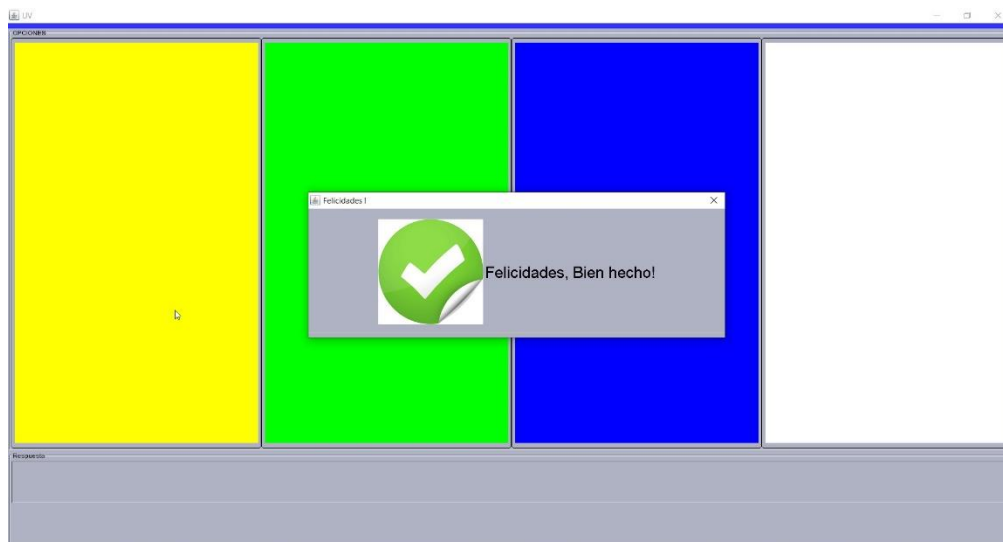 UV
OPCIONES
Felicidades !
Felicidades, Bien hecho!
Respuesta